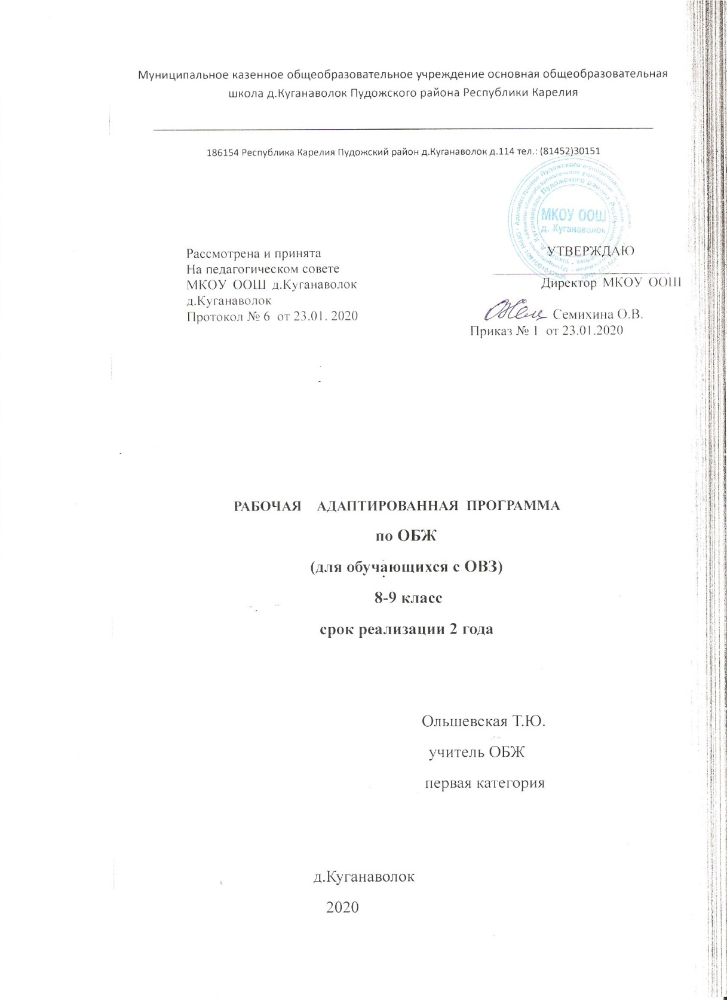 Муниципальное казенное общеобразовательное учреждение основная общеобразовательная
школа д.Куганаволок Пудожского района Республики Карелия
186154 Республика Карелия Пудожский район д.Куганаволок д.114 тел.: (81452)30151
МКОУ ООШ
д. Куганаволок
Рассмотрена и принята
На педагогическом совете
МКОУ ООШ д.Куганаволок
д.Куганаволок
Протокол № 6 от 23.01. 2020
УТВЕРЖДАЮ
Директор МКОУ ООШ
Семихина О.В.
Приказ № 1 от 23.01.2020
РАБОЧАЯ АДАПТИРОВАННАЯ ПРОГРАММА
по ОБЖ
(для обучающихся с ОВЗ)
8-9 класс
срок реализации 2 года
Ольшевская Т.Ю.
учитель ОБЖ
первая категория
д.Куганаволок
2020